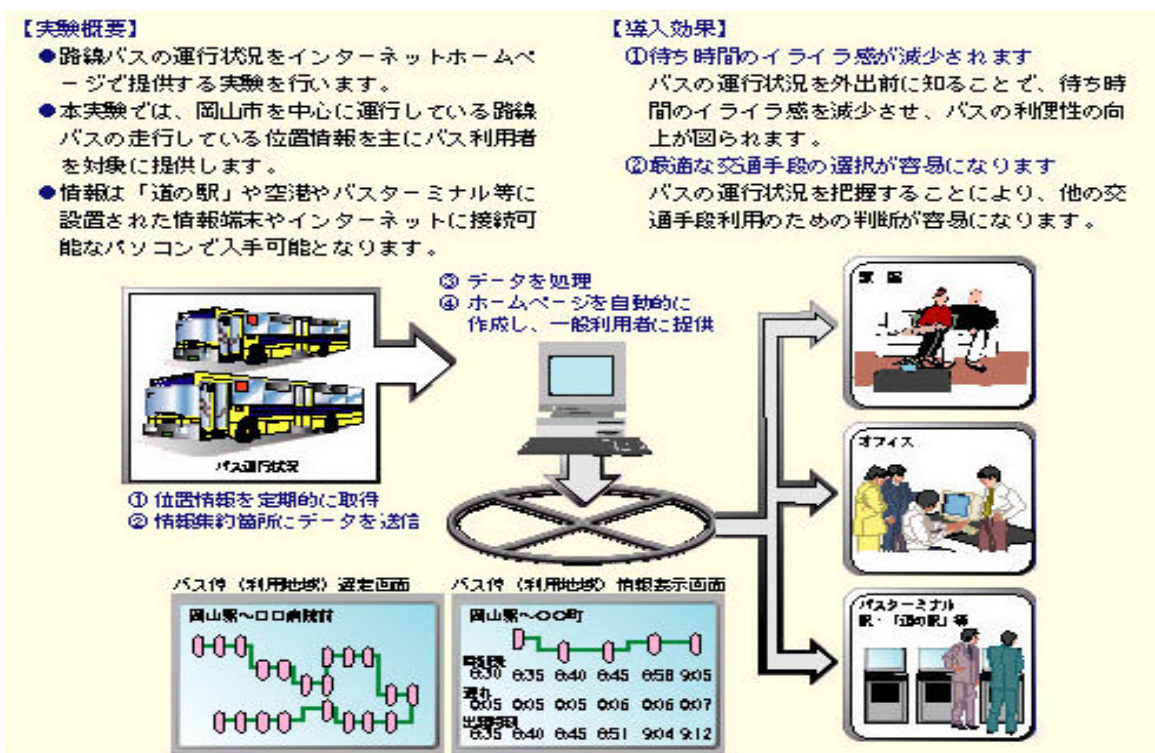 【実験概要】
●路線バスの運行状況をインターネットホームペ
ージで提供する実験を行います。
●本実験では、岡山市を中心に運行している路線
バスの走行している位置情報を主にバス利用者
を対象に提供します。
●情報は「道の駅」や空港やバスターミナル等に
設置された情報端末やインターネットに接続可
能なパソコンで入手可能となります。
【導入効果】
①待ち時間のイライラ感が減少されます
バスの運行状況を外出前に知ることで、待ち時
間のイライラ感を減少させ、バスの利便性の向
上が図られます。
②最適な交通手段の選択が容易になります
バスの運行状況を把握することにより、他の交
通手段利用のための判断が容易になります。
③ データを処理
④ ホームページを自動的に
作成し、一般利用者に提供
バス運行状況
① 位置情報を定期的に取得
② 情報集約箇所にデータを送信
家 庭
オフィス
バスターミナル
駅・「道の駅」等
バス停（利用地域）選定画面
岡山駅～□□病院前
バス停（利用地域）情報表示画面
岡山駅～○○町
6:30 6:35 6:40 6:45 6:58 9:05
遅れ
0:05 0:05 0:05 0:06 0:06 0:07
6:35 6:40 6:45 6:51 9:04 9:12